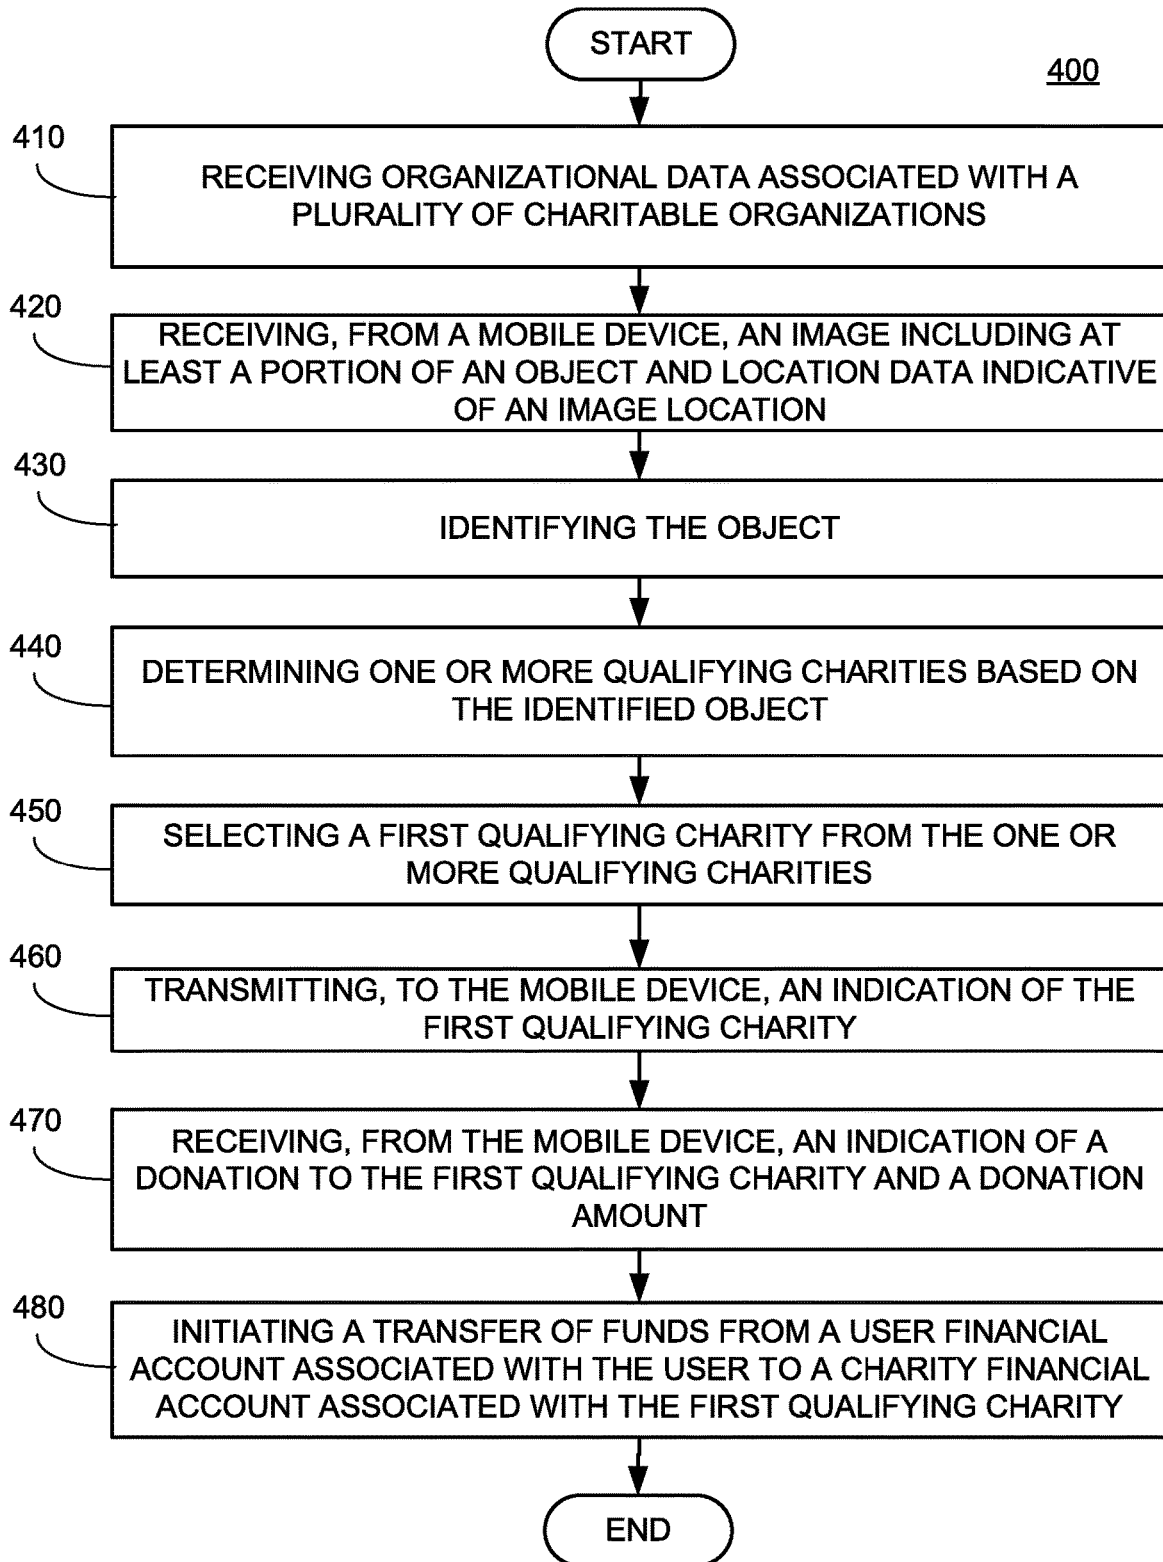 START
400
410
RECEIVING ORGANIZATIONAL DATA ASSOCIATED WITH A
PLURALITY OF CHARITABLE ORGANIZATIONS
420
RECEIVING, FROM A MOBILE DEVICE, AN IMAGE INCLUDING AT
LEAST A PORTION OF AN OBJECT AND LOCATION DATA INDICATIVE
OF AN IMAGE LOCATION
430
IDENTIFYING THE OBJECT
440
DETERMINING ONE OR MORE QUALIFYING CHARITIES BASED ON
THE IDENTIFIED OBJECT
450
SELECTING A FIRST QUALIFYING CHARITY FROM THE ONE OR
MORE QUALIFYING CHARITIES
460
TRANSMITTING, TO THE MOBILE DEVICE, AN INDICATION OF THE
FIRST QUALIFYING CHARITY
470
RECEIVING, FROM THE MOBILE DEVICE, AN INDICATION OF A
DONATION TO THE FIRST QUALIFYING CHARITY AND A DONATION
AMOUNT
480
INITIATING A TRANSFER OF FUNDS FROM A USER FINANCIAL
ACCOUNT ASSOCIATED WITH THE USER TO A CHARITY FINANCIAL
ACCOUNT ASSOCIATED WITH THE FIRST QUALIFYING CHARITY
END